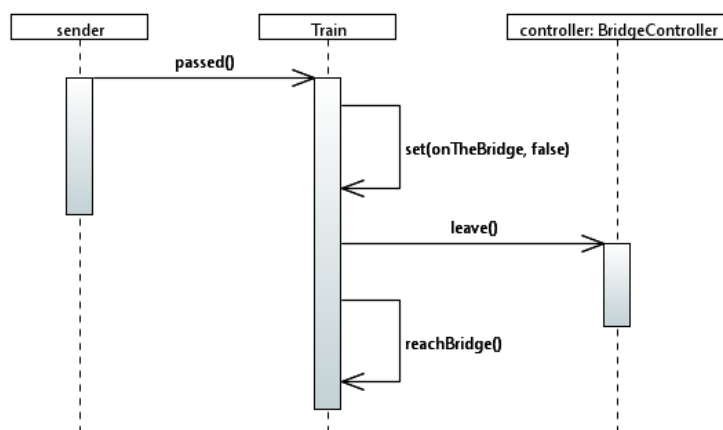 sender
Train
controller: BridgeController
passed()
set(onTheBridge, false)
leave()
reachBridge()